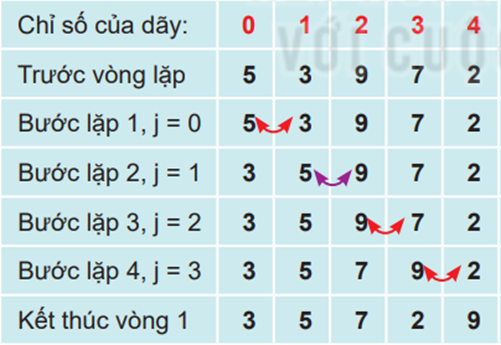 Chỉ số của dãy: 0 1 2 3 4
VỚI CUỘ
Trước vòng lặp 5 3 9 7 2
Bước lặp 1, j = 0 5 3 9 7 2
Bước lặp 2, j = 1 3 5 9 7 2
Bước lặp 3, j = 2 3 5 9 7 2
Bước lặp 4, j = 3 3 5 7 9 2
Kết thúc vòng 1 3 5 7 2 9